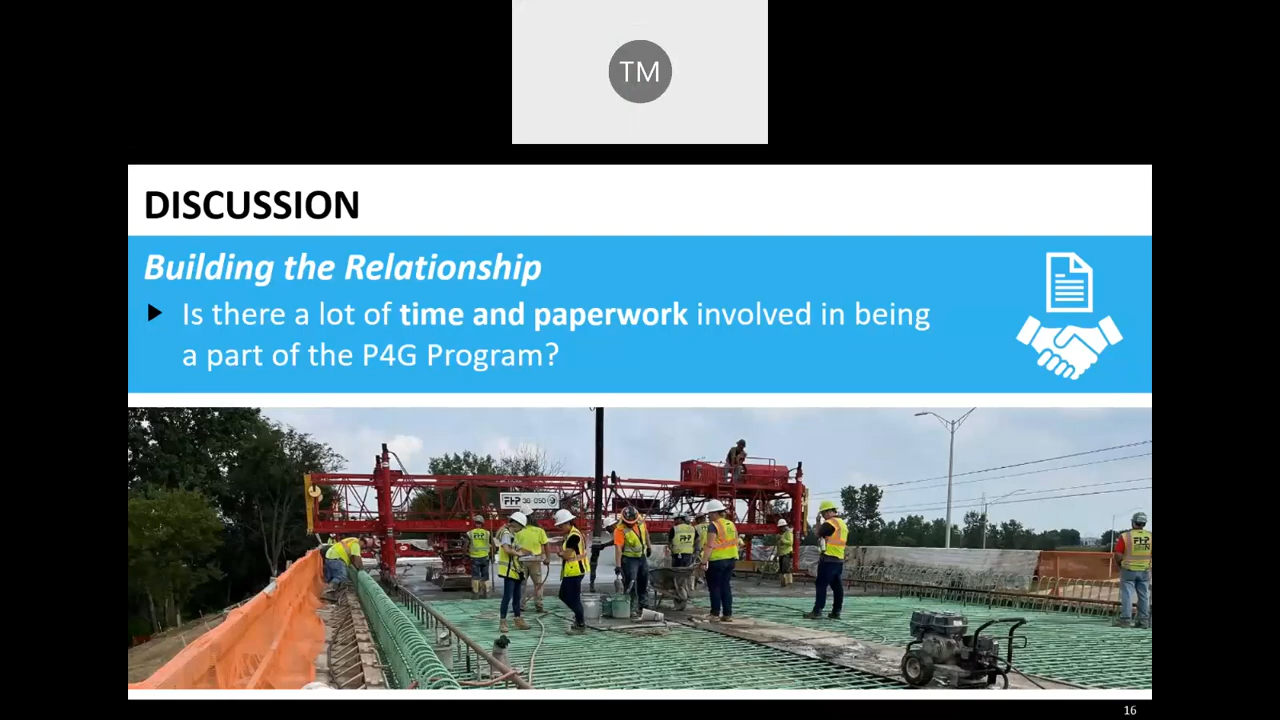 TM
DISCUSSION
Building the Relationship
Is there a lot of time and paperwork involved in being
a part of the P4G Program?
16